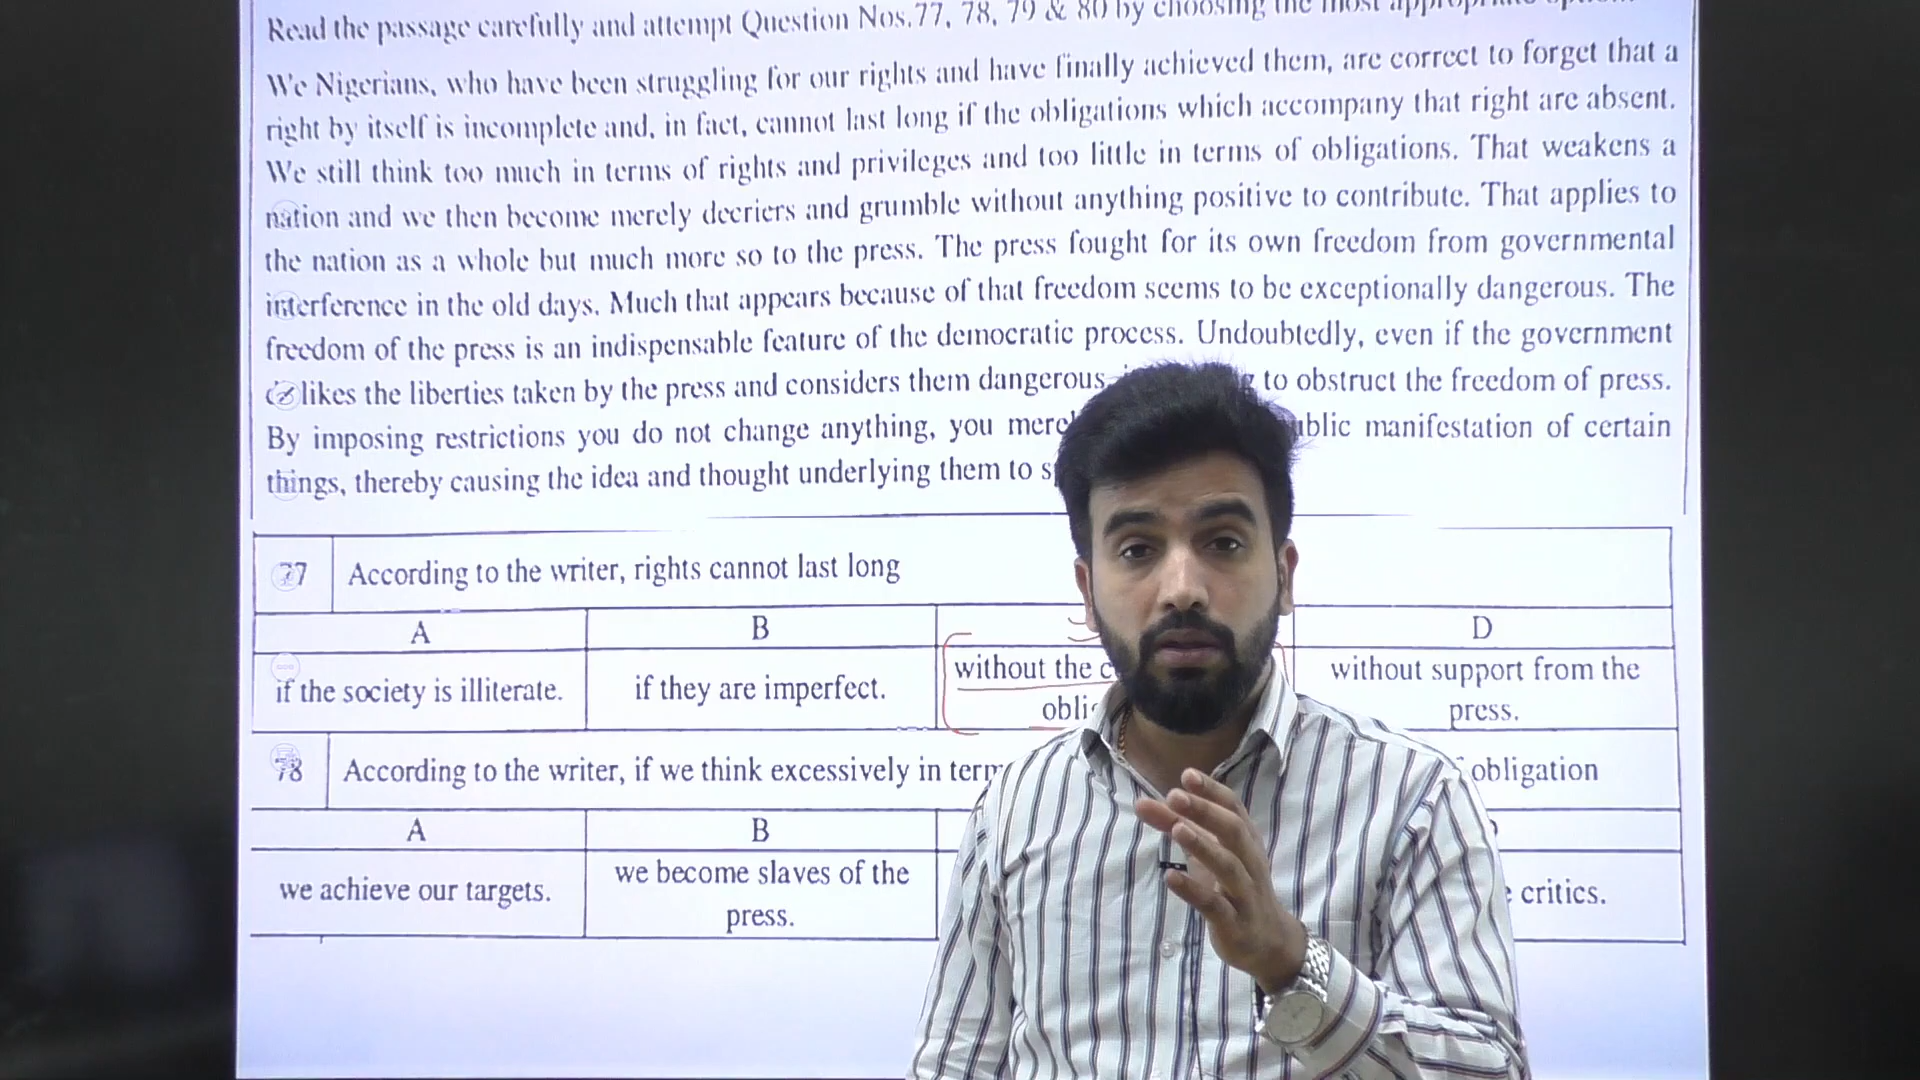 Read the passage carefully and attempt Question Nos.77, 78, 79 & 80 by choosing the most appropriate
We Nigerians, who have been struggling for our rights and have finally achieved them, are correct to forget that a
right by itself is incomplete and, in fact, cannot last long if the obligations which accompany that right are absent.
We still think too much in terms of rights and privileges and too little in terms of obligations. That weakens a
nation and we then become merely decriers and grumble without anything positive to contribute. That applies to
the nation as a whole but much more so to the press. The press fought for its own freedom from governmental
interference in the old days. Much that appears because of that freedom seems to be exceptionally dangerous. The
freedom of the press is an indispensable feature of the democratic process. Undoubtedly, even if the government
likes the liberties taken by the press and considers them dangerous, to obstruct the freedom of press.
By imposing restrictions you do not change anything, you manifestation of certain
things, thereby causing the idea and thought underlying them to
77 According to the writer, rights cannot last long
A B D
if the society is illiterate. if they are imperfect. without the without support from the
press.
78 According to the writer, if we think excessively in obligation
A B
we achieve our targets. we become slaves of the critics.
press.